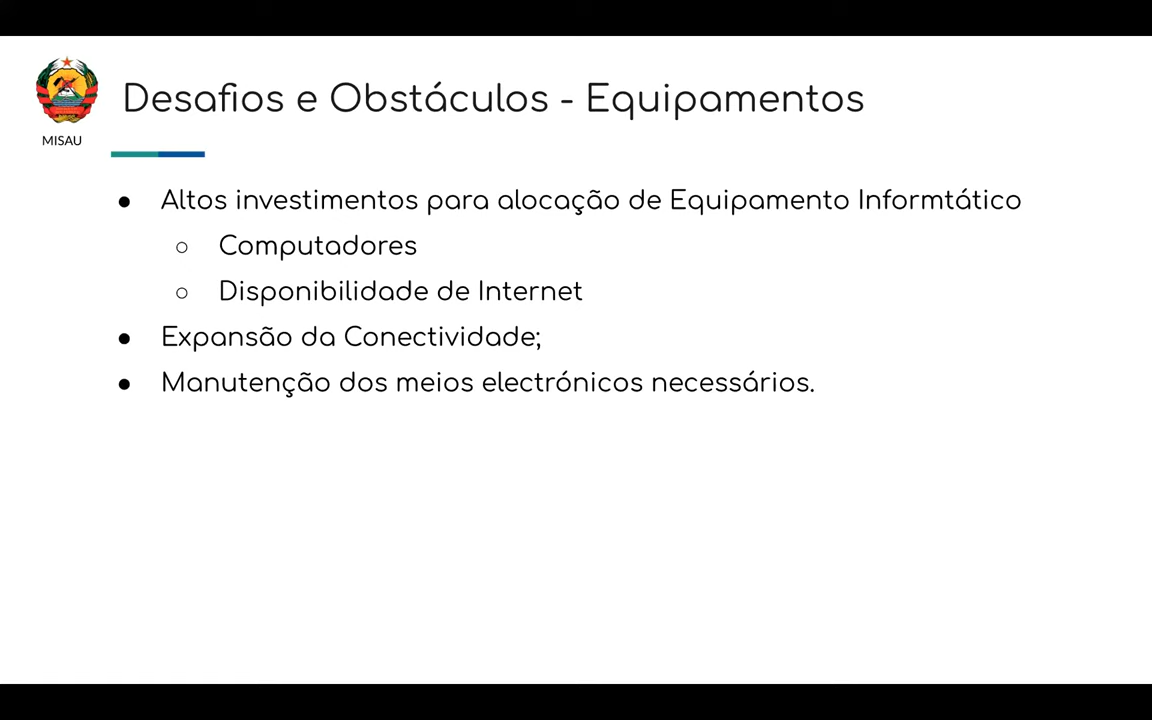 Desafios e Obstáculos - Equipamentos
MISAU
● Altos investimentos para alocação de Equipamento Informtático
○ Computadores
○ Disponibilidade de Internet
● Expansão da Conectividade;
● Manutenção dos meios electrónicos necessários.